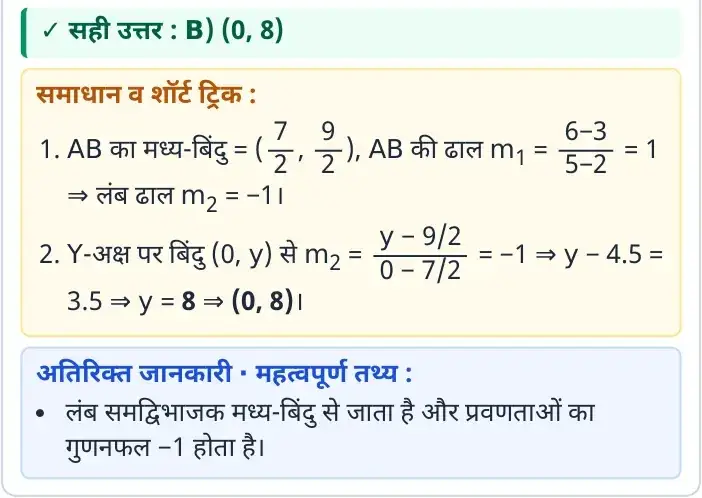 ✓ सही उत्तर : B) (0, 8)
समाधान व शॉर्ट ट्रिक :
1. AB का मध्य-बिंदु = (7/2, 9/2), AB की ढाल m₁ = 6−3/5−2 = 1
⇒ लंब ढाल m₂ = −1।
2. Y-अक्ष पर बिंदु (0, y) से m₂ = y − 9/2 / 0 − 7/2 = −1 ⇒ y − 4.5 =
3.5 ⇒ y = 8 ⇒ (0, 8)।
अतिरिक्त जानकारी · महत्वपूर्ण तथ्य :
• लंब समद्विभाजक मध्य-बिंदु से जाता है और प्रवणताओं का
गुणनफल −1 होता है।